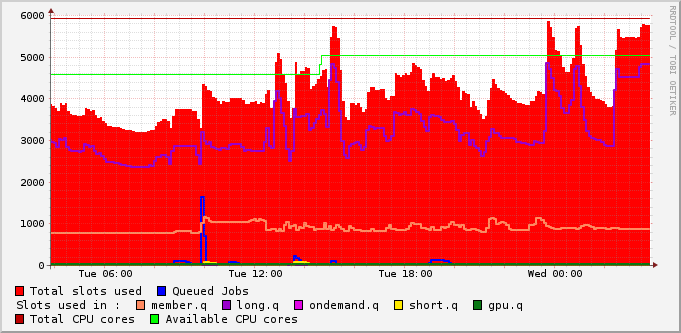 6000
5000
4000
3000
2000
1000
0
Tue 06:00 Tue 12:00 Tue 18:00 Wed 00:00
RRDTOOL / TOBI OETIKER
Total slots used Queued Jobs
Slots used in : member.q long.q ondemand.q short.q gpu.q
Total CPU cores Available CPU cores